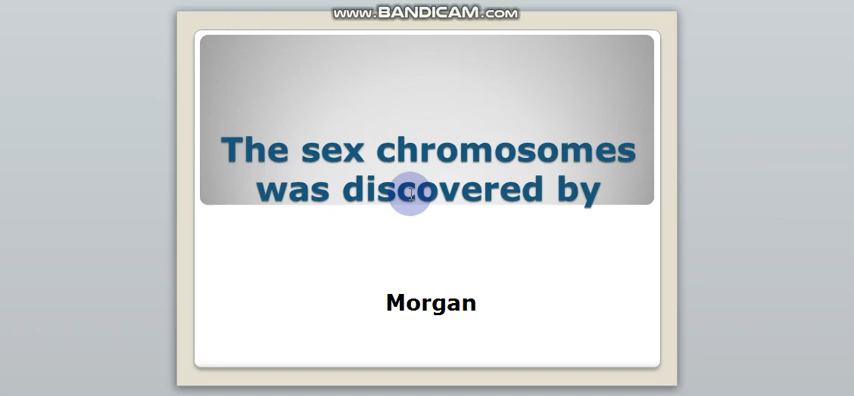 www.BANDICAM.com
The sex chromosomes
was discovered by
Morgan